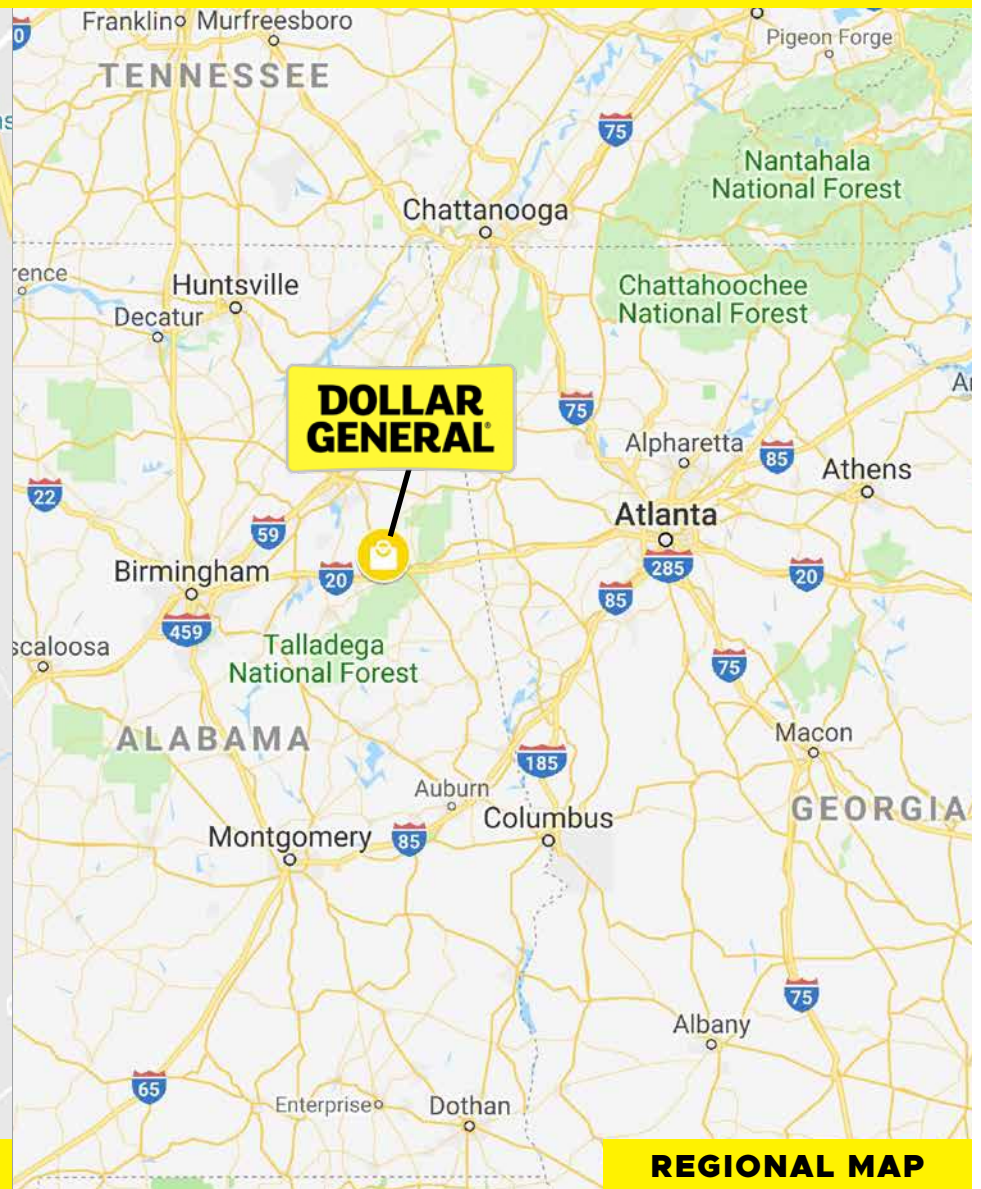 Franklin Murfreesboro
Pigeon Forge
TENNESSEE
75
Nantahala
National Forest
Chattanooga
rence
Huntsville
Chattahoochee
National Forest
Decatur
DOLLAR
GENERAL
75
Alpharetta
85
Athens
22
Atlanta
59
Birmingham
20
285
20
85
459
scaloosa
Talladega
National Forest
75
ALABAMA
Macon
185
Auburn
Columbus
GEORGIA
Montgomery
85
75
Albany
65
Enterprise
Dothan
REGIONAL MAP